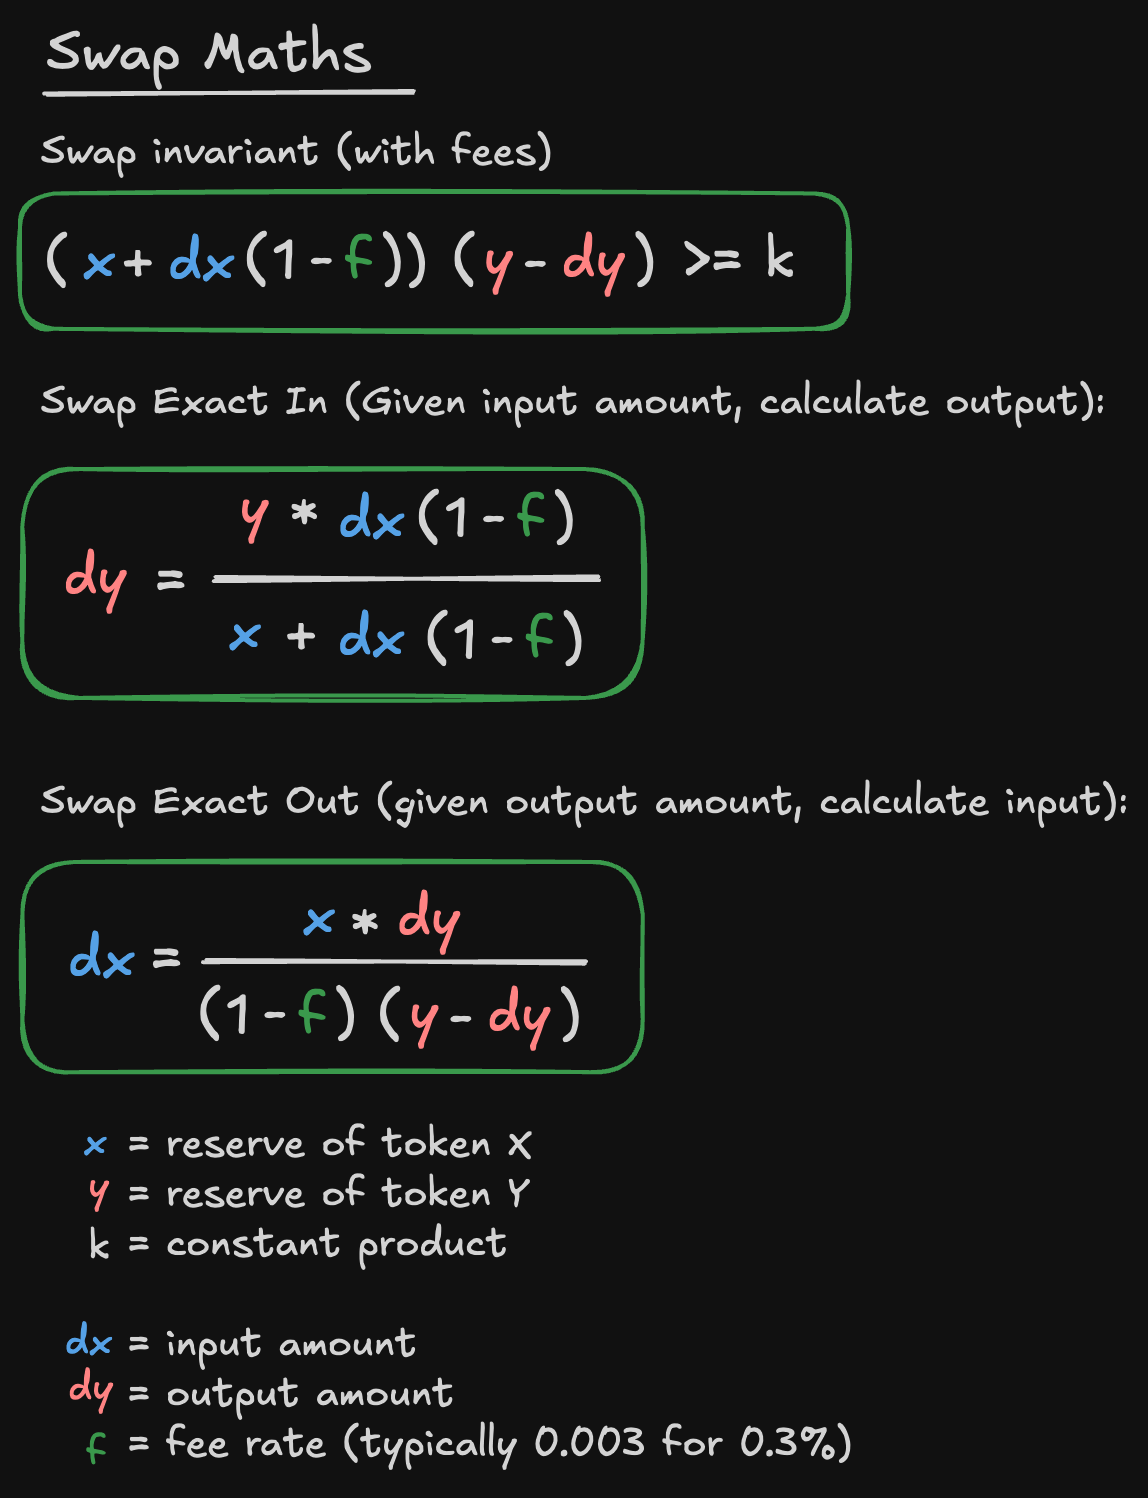 Swap Maths
Swap invariant (with fees)
(x+dx(1-f)) (y-dy) >= k
Swap Exact In (Given input amount, calculate output):
y * dx(1-f)
dy =
x + dx (1-f)
Swap Exact Out (given output amount, calculate input):
x * dy
dx =
(1-f) (y-dy)
x = reserve of token X
y = reserve of token Y
k = constant product
dx = input amount
dy = output amount
f = fee rate (typically 0.003 for 0.3%)